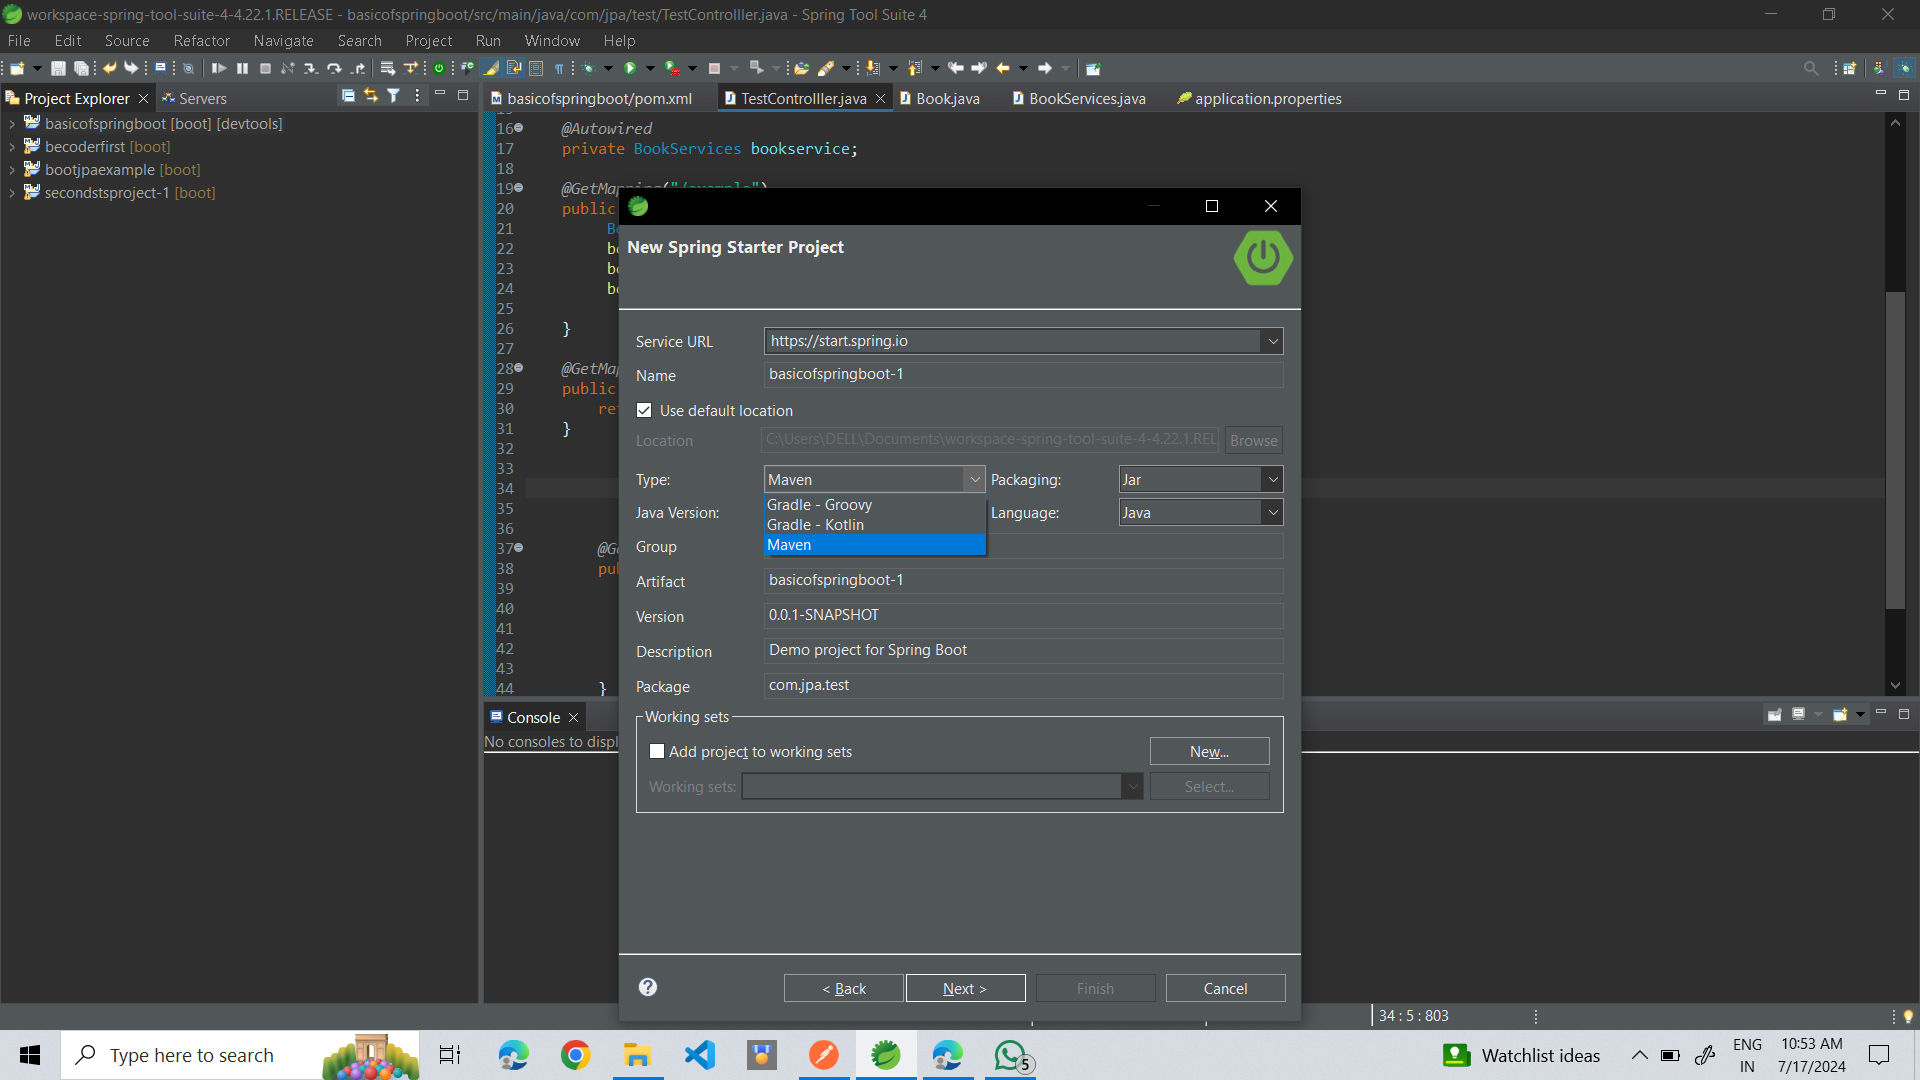 workspace-spring-tool-suite-4-4.22.1.RELEASE - basicofspringboot/src/main/java/com/jpa/test/TestControlller.java - Spring Tool Suite 4
File Edit Source Refactor Navigate Search Project Run Window Help
Project Explorer Servers
basicofspringboot/pom.xml TestControlller.java Book.java BookServices.java application.properties
basicofspringboot [boot] [devtools]
becoderfirst [boot]
bootjpaexample [boot]
secondstsproject-1 [boot]
16 @Autowired
17 private BookServices bookservice;
18
19 @GetMapping("/example")
20 public
21
22
23
24
25
26 }
27
28
29 public
30
31 }
32
33
34
35
37
38
39
40
41
42
43
44 }
New Spring Starter Project
Service URL https://start.spring.io
Name basicofspringboot-1
Use default location
Location C:\Users\DELL\Documents\workspace-spring-tool-suite-4-4.22.1.REL Browse
Type: Maven Packaging: Jar
Gradle - Groovy
Gradle - Kotlin
Maven
Java Version: Language: Java
Group
Artifact basicofspringboot-1
Version 0.0.1-SNAPSHOT
Description Demo project for Spring Boot
Package com.jpa.test
Working sets
Add project to working sets New...
Working sets: Select...
< Back Next > Finish Cancel
Console
No consoles to displ
34 : 5 : 803
Type here to search
5
Watchlist ideas
ENG
IN
10:53 AM
7/17/2024